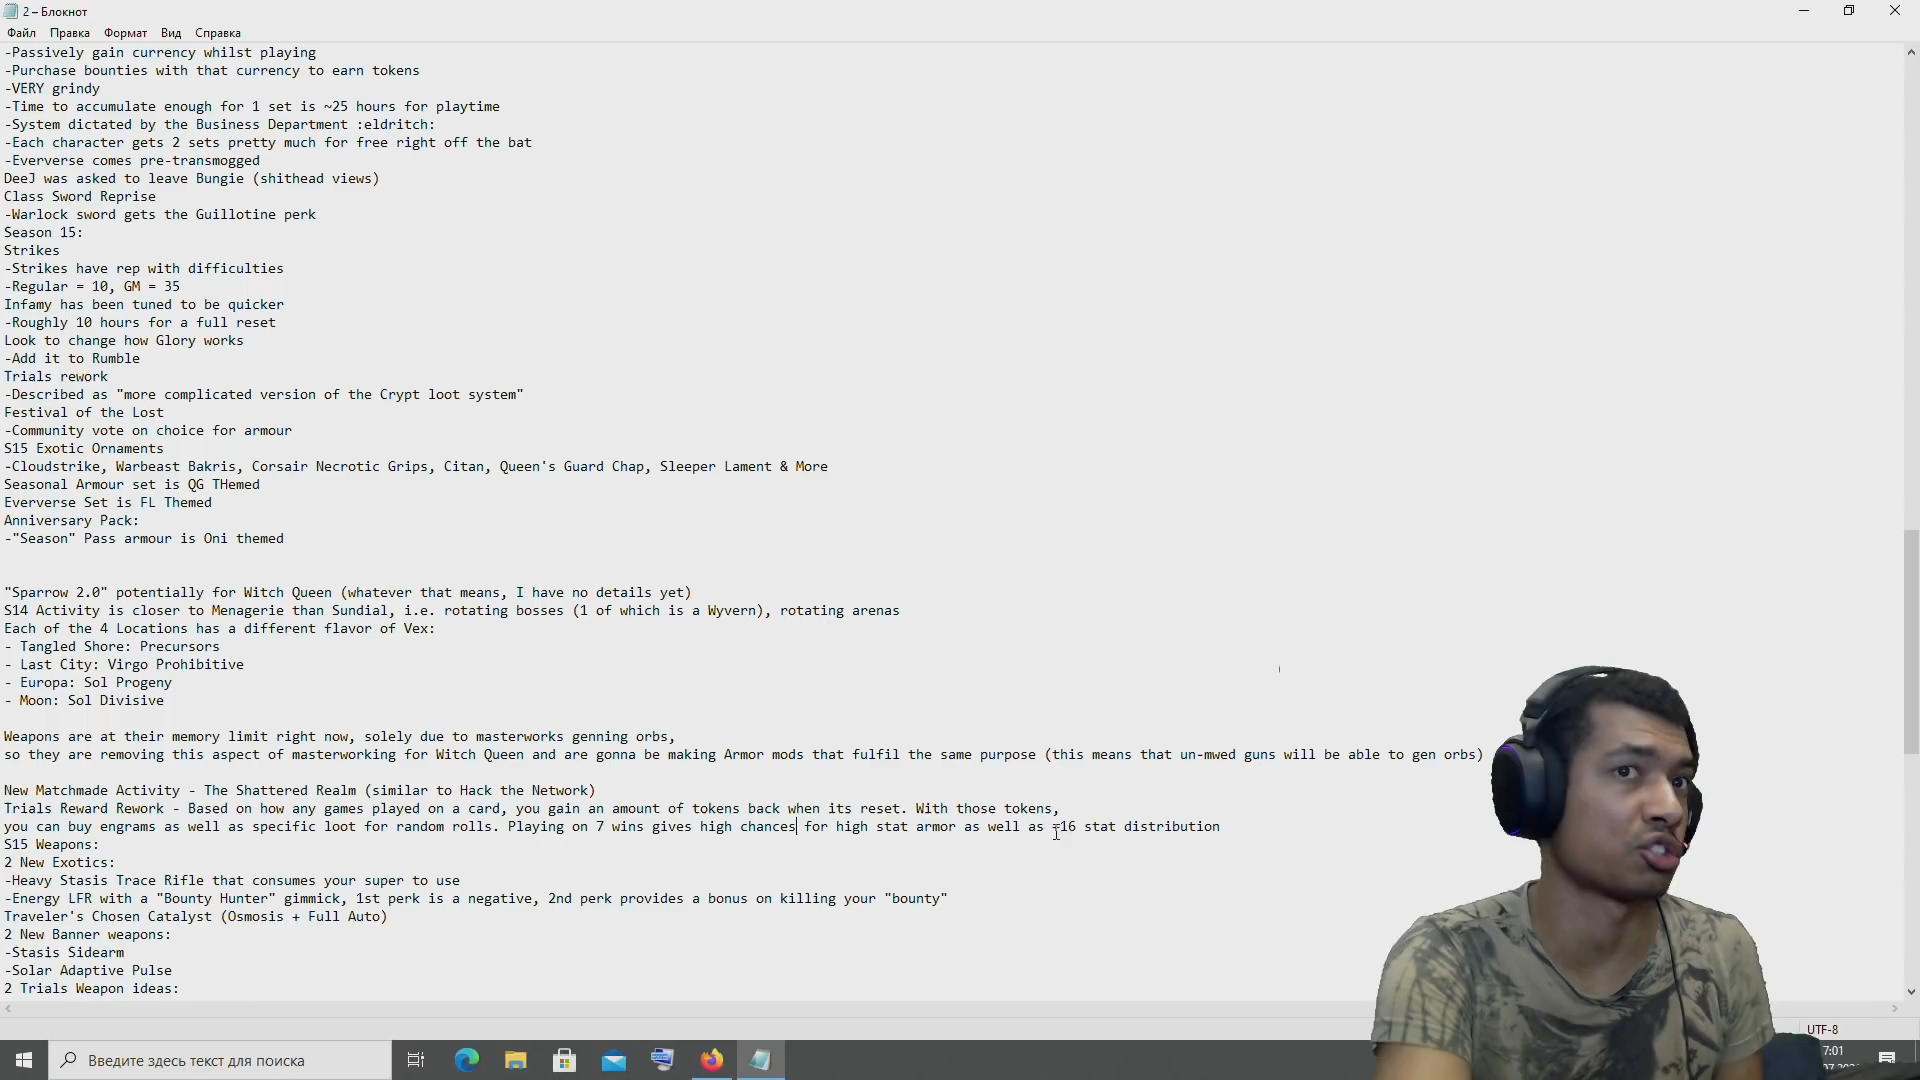 2 – Блокнот
Файл Правка Формат Вид Справка
-Passively gain currency whilst playing
-Purchase bounties with that currency to earn tokens
-VERY grindy
-Time to accumulate enough for 1 set is ~25 hours for playtime
-System dictated by the Business Department :eldritch:
-Each character gets 2 sets pretty much for free right off the bat
-Eververse comes pre-transmogged
DeeJ was asked to leave Bungie (shithead views)
Class Sword Reprise
-Warlock sword gets the Guillotine perk
Season 15:
Strikes
-Strikes have rep with difficulties
-Regular = 10, GM = 35
Infamy has been tuned to be quicker
-Roughly 10 hours for a full reset
Look to change how Glory works
-Add it to Rumble
Trials rework
-Described as "more complicated version of the Crypt loot system"
Festival of the Lost
-Community vote on choice for armour
S15 Exotic Ornaments
-Cloudstrike, Warbeast Bakris, Corsair Necrotic Grips, Citan, Queen's Guard Chap, Sleeper Lament & More
Seasonal Armour set is QG THemed
Eververse Set is FL Themed
Anniversary Pack:
-"Season" Pass armour is Oni themed
"Sparrow 2.0" potentially for Witch Queen (whatever that means, I have no details yet)
S14 Activity is closer to Menagerie than Sundial, i.e. rotating bosses (1 of which is a Wyvern), rotating arenas
Each of the 4 Locations has a different flavor of Vex:
- Tangled Shore: Precursors
- Last City: Virgo Prohibitive
- Europa: Sol Progeny
- Moon: Sol Divisive
Weapons are at their memory limit right now, solely due to masterworks genning orbs,
so they are removing this aspect of masterworking for Witch Queen and are gonna be making Armor mods that fulfil the same purpose (this means that un-mwed guns will be able to gen orbs)
New Matchmade Activity - The Shattered Realm (similar to Hack the Network)
Trials Reward Rework - Based on how any games played on a card, you gain an amount of tokens back when its reset. With those tokens,
you can buy engrams as well as specific loot for random rolls. Playing on 7 wins gives high chances for high stat armor as well as 16 stat distribution
S15 Weapons:
2 New Exotics:
-Heavy Stasis Trace Rifle that consumes your super to use
-Energy LFR with a "Bounty Hunter" gimmick, 1st perk is a negative, 2nd perk provides a bonus on killing your "bounty"
Traveler's Chosen Catalyst (Osmosis + Full Auto)
2 New Banner weapons:
-Stasis Sidearm
-Solar Adaptive Pulse
2 Trials Weapon ideas:
UTF-8
Введите здесь текст для поиска
7:01